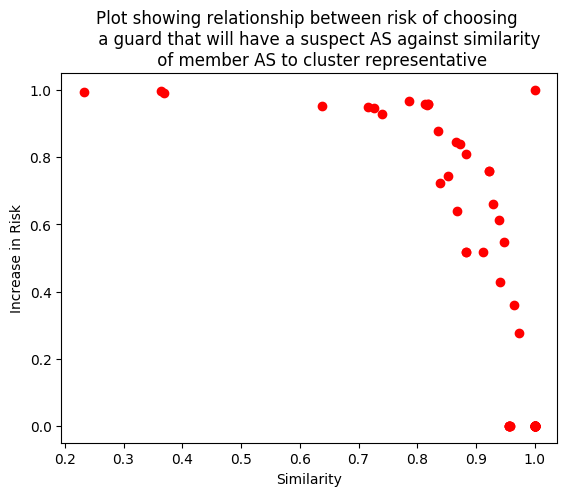 Plot showing relationship between risk of choosing
a guard that will have a suspect AS against similarity
of member AS to cluster representative
1.0
0.8
0.6
0.4
0.2
0.0
Increase in Risk
0.2 0.3 0.4 0.5 0.6 0.7 0.8 0.9 1.0
Similarity